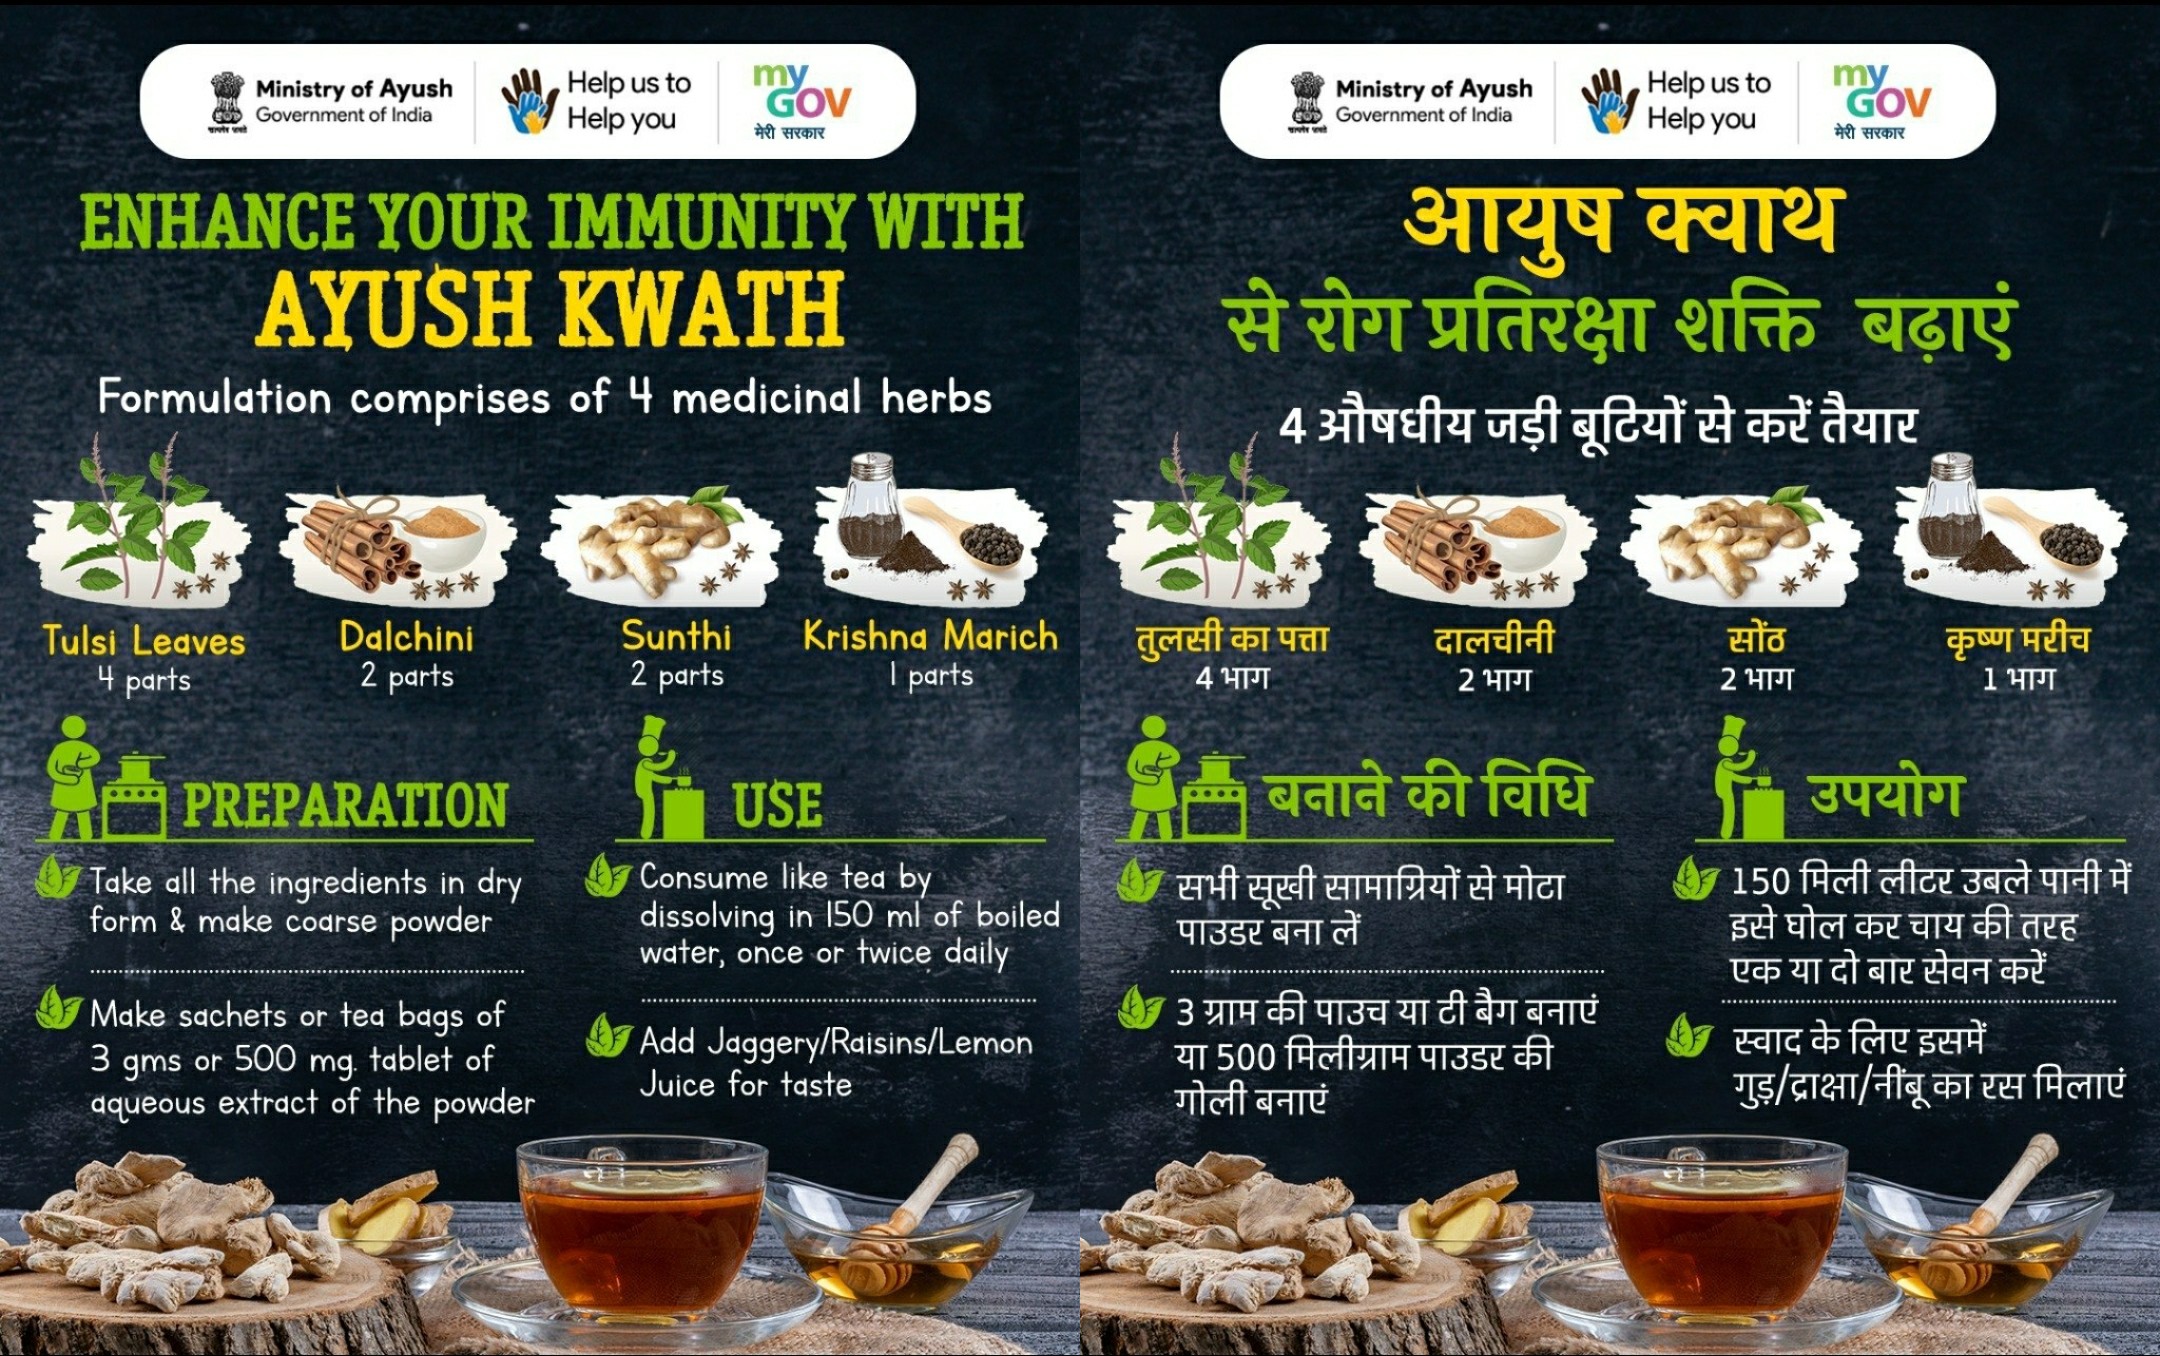 Ministry of Ayush
Government of India
Help us to
Help you
my
GOV
मेरी सरकार
ENHANCE YOUR IMMUNITY WITH
AYUSH KWATH
Formulation comprises of 4 medicinal herbs
Tulsi Leaves
4 parts
Dalchini
2 parts
Sunthi
2 parts
Krishna Marich
1 parts
PREPARATION
Take all the ingredients in dry
form & make coarse powder
Make sachets or tea bags of
3 gms or 500 mg. tablet of
aqueous extract of the powder
USE
Consume like tea by
dissolving in 150 ml of boiled
water, once or twice daily
Add Jaggery/Raisins/Lemon
Juice for taste
Ministry of Ayush
Government of India
Help us to
Help you
my
GOV
मेरी सरकार
आयुष क्वाथ
से रोग प्रतिरक्षा शक्ति बढ़ाएं
4 औषधीय जड़ी बूटियों से करें तैयार
तुलसी का पत्ता
4 भाग
दालचीनी
2 भाग
सोंठ
2 भाग
कृष्ण मरीच
1 भाग
बनाने की विधि
सभी सूखी सामाग्रियों से मोटा
पाउडर बना लें
3 ग्राम की पाउच या टी बैग बनाएं
या 500 मिलीग्राम पाउडर की
गोली बनाएं
उपयोग
150 मिली लीटर उबले पानी में
इसे घोल कर चाय की तरह
एक या दो बार सेवन करें
स्वाद के लिए इसमें
गुड़/द्राक्षा/नींबू का रस मिलाएं